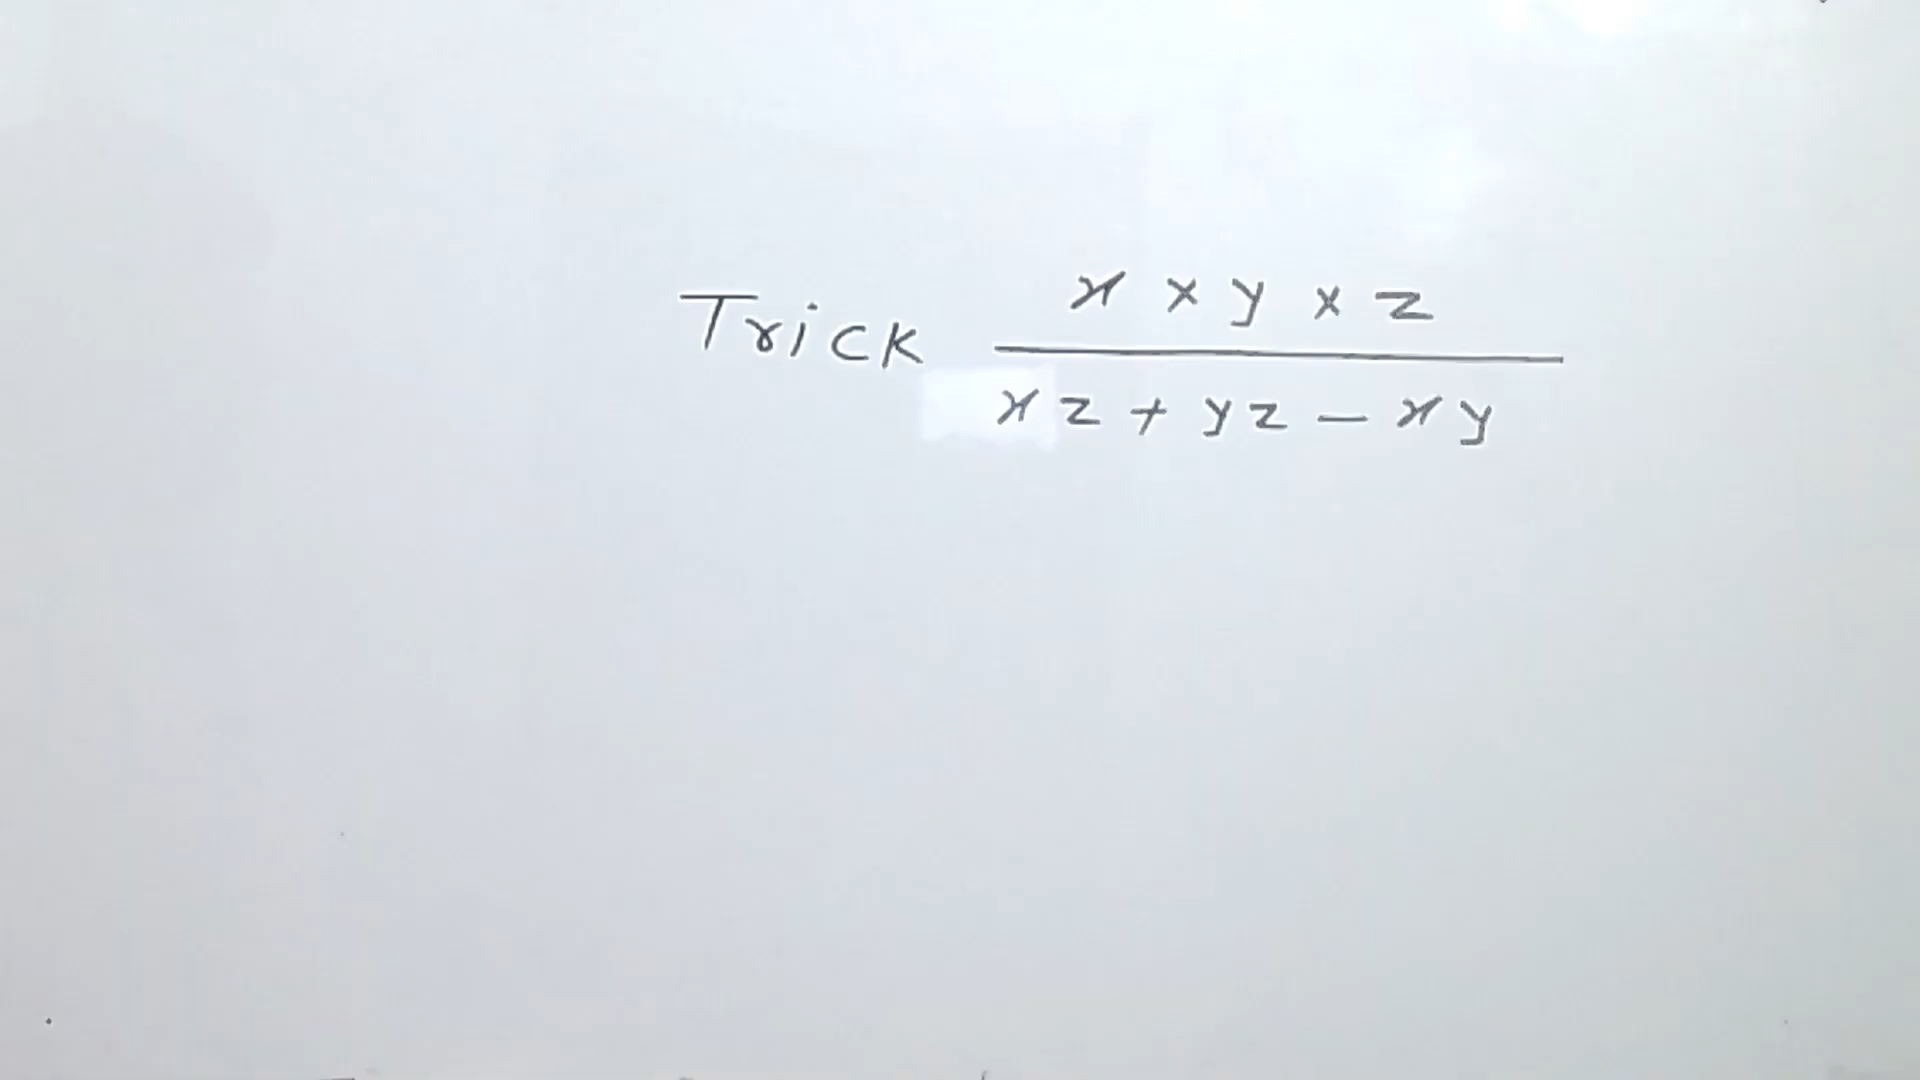 Trick x × y × z
xz + yz - xy